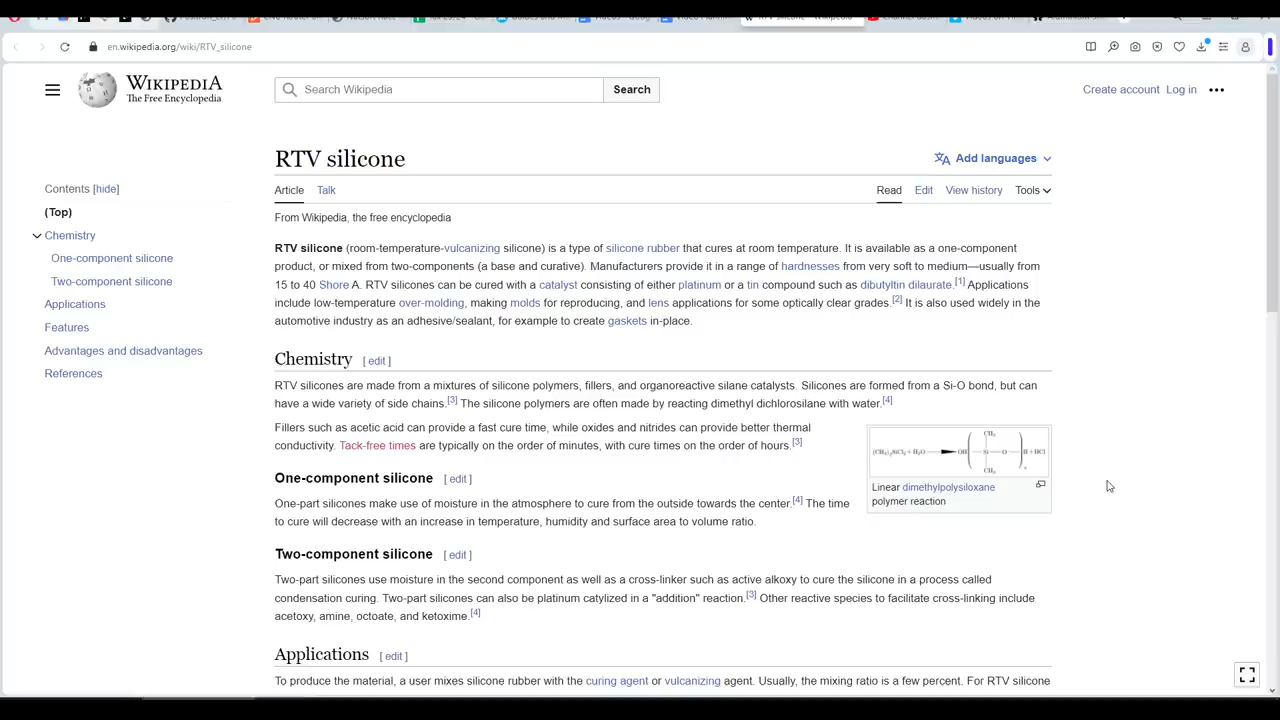 en.wikipedia.org/wiki/RTV_silicone
WIKIPEDIA
The Free Encyclopedia
Search Wikipedia
Search
Create account Log in
RTV silicone
Add languages
Contents [hide]
(Top)
Chemistry
One-component silicone
Two-component silicone
Applications
Features
Advantages and disadvantages
References
Article Talk
Read Edit View history Tools
From Wikipedia, the free encyclopedia
RTV silicone (room-temperature-vulcanizing silicone) is a type of silicone rubber that cures at room temperature. It is available as a one-component
product, or mixed from two-components (a base and curative). Manufacturers provide it in a range of hardnesses from very soft to medium—usually from
15 to 40 Shore A. RTV silicones can be cured with a catalyst consisting of either platinum or a tin compound such as dibutyltin dilaurate.[1] Applications
include low-temperature over-molding, making molds for reproducing, and lens applications for some optically clear grades.[2] It is also used widely in the
automotive industry as an adhesive/sealant, for example to create gaskets in-place.
Chemistry [ edit ]
RTV silicones are made from a mixtures of silicone polymers, fillers, and organoreactive silane catalysts. Silicones are formed from a Si-O bond, but can
have a wide variety of side chains.[3] The silicone polymers are often made by reacting dimethyl dichlorosilane with water.[4]
Fillers such as acetic acid can provide a fast cure time, while oxides and nitrides can provide better thermal
conductivity. Tack-free times are typically on the order of minutes, with cure times on the order of hours.[3]
Linear dimethylpolysiloxane
polymer reaction
One-component silicone [ edit ]
One-part silicones make use of moisture in the atmosphere to cure from the outside towards the center.[4] The time
to cure will decrease with an increase in temperature, humidity and surface area to volume ratio.
Two-component silicone [ edit ]
Two-part silicones use moisture in the second component as well as a cross-linker such as active alkoxy to cure the silicone in a process called
condensation curing. Two-part silicones can also be platinum catylized in a "addition" reaction.[3] Other reactive species to facilitate cross-linking include
acetoxy, amine, octoate, and ketoxime.[4]
Applications [ edit ]
To produce the material, a user mixes silicone rubber with the curing agent or vulcanizing agent. Usually, the mixing ratio is a few percent. For RTV silicone